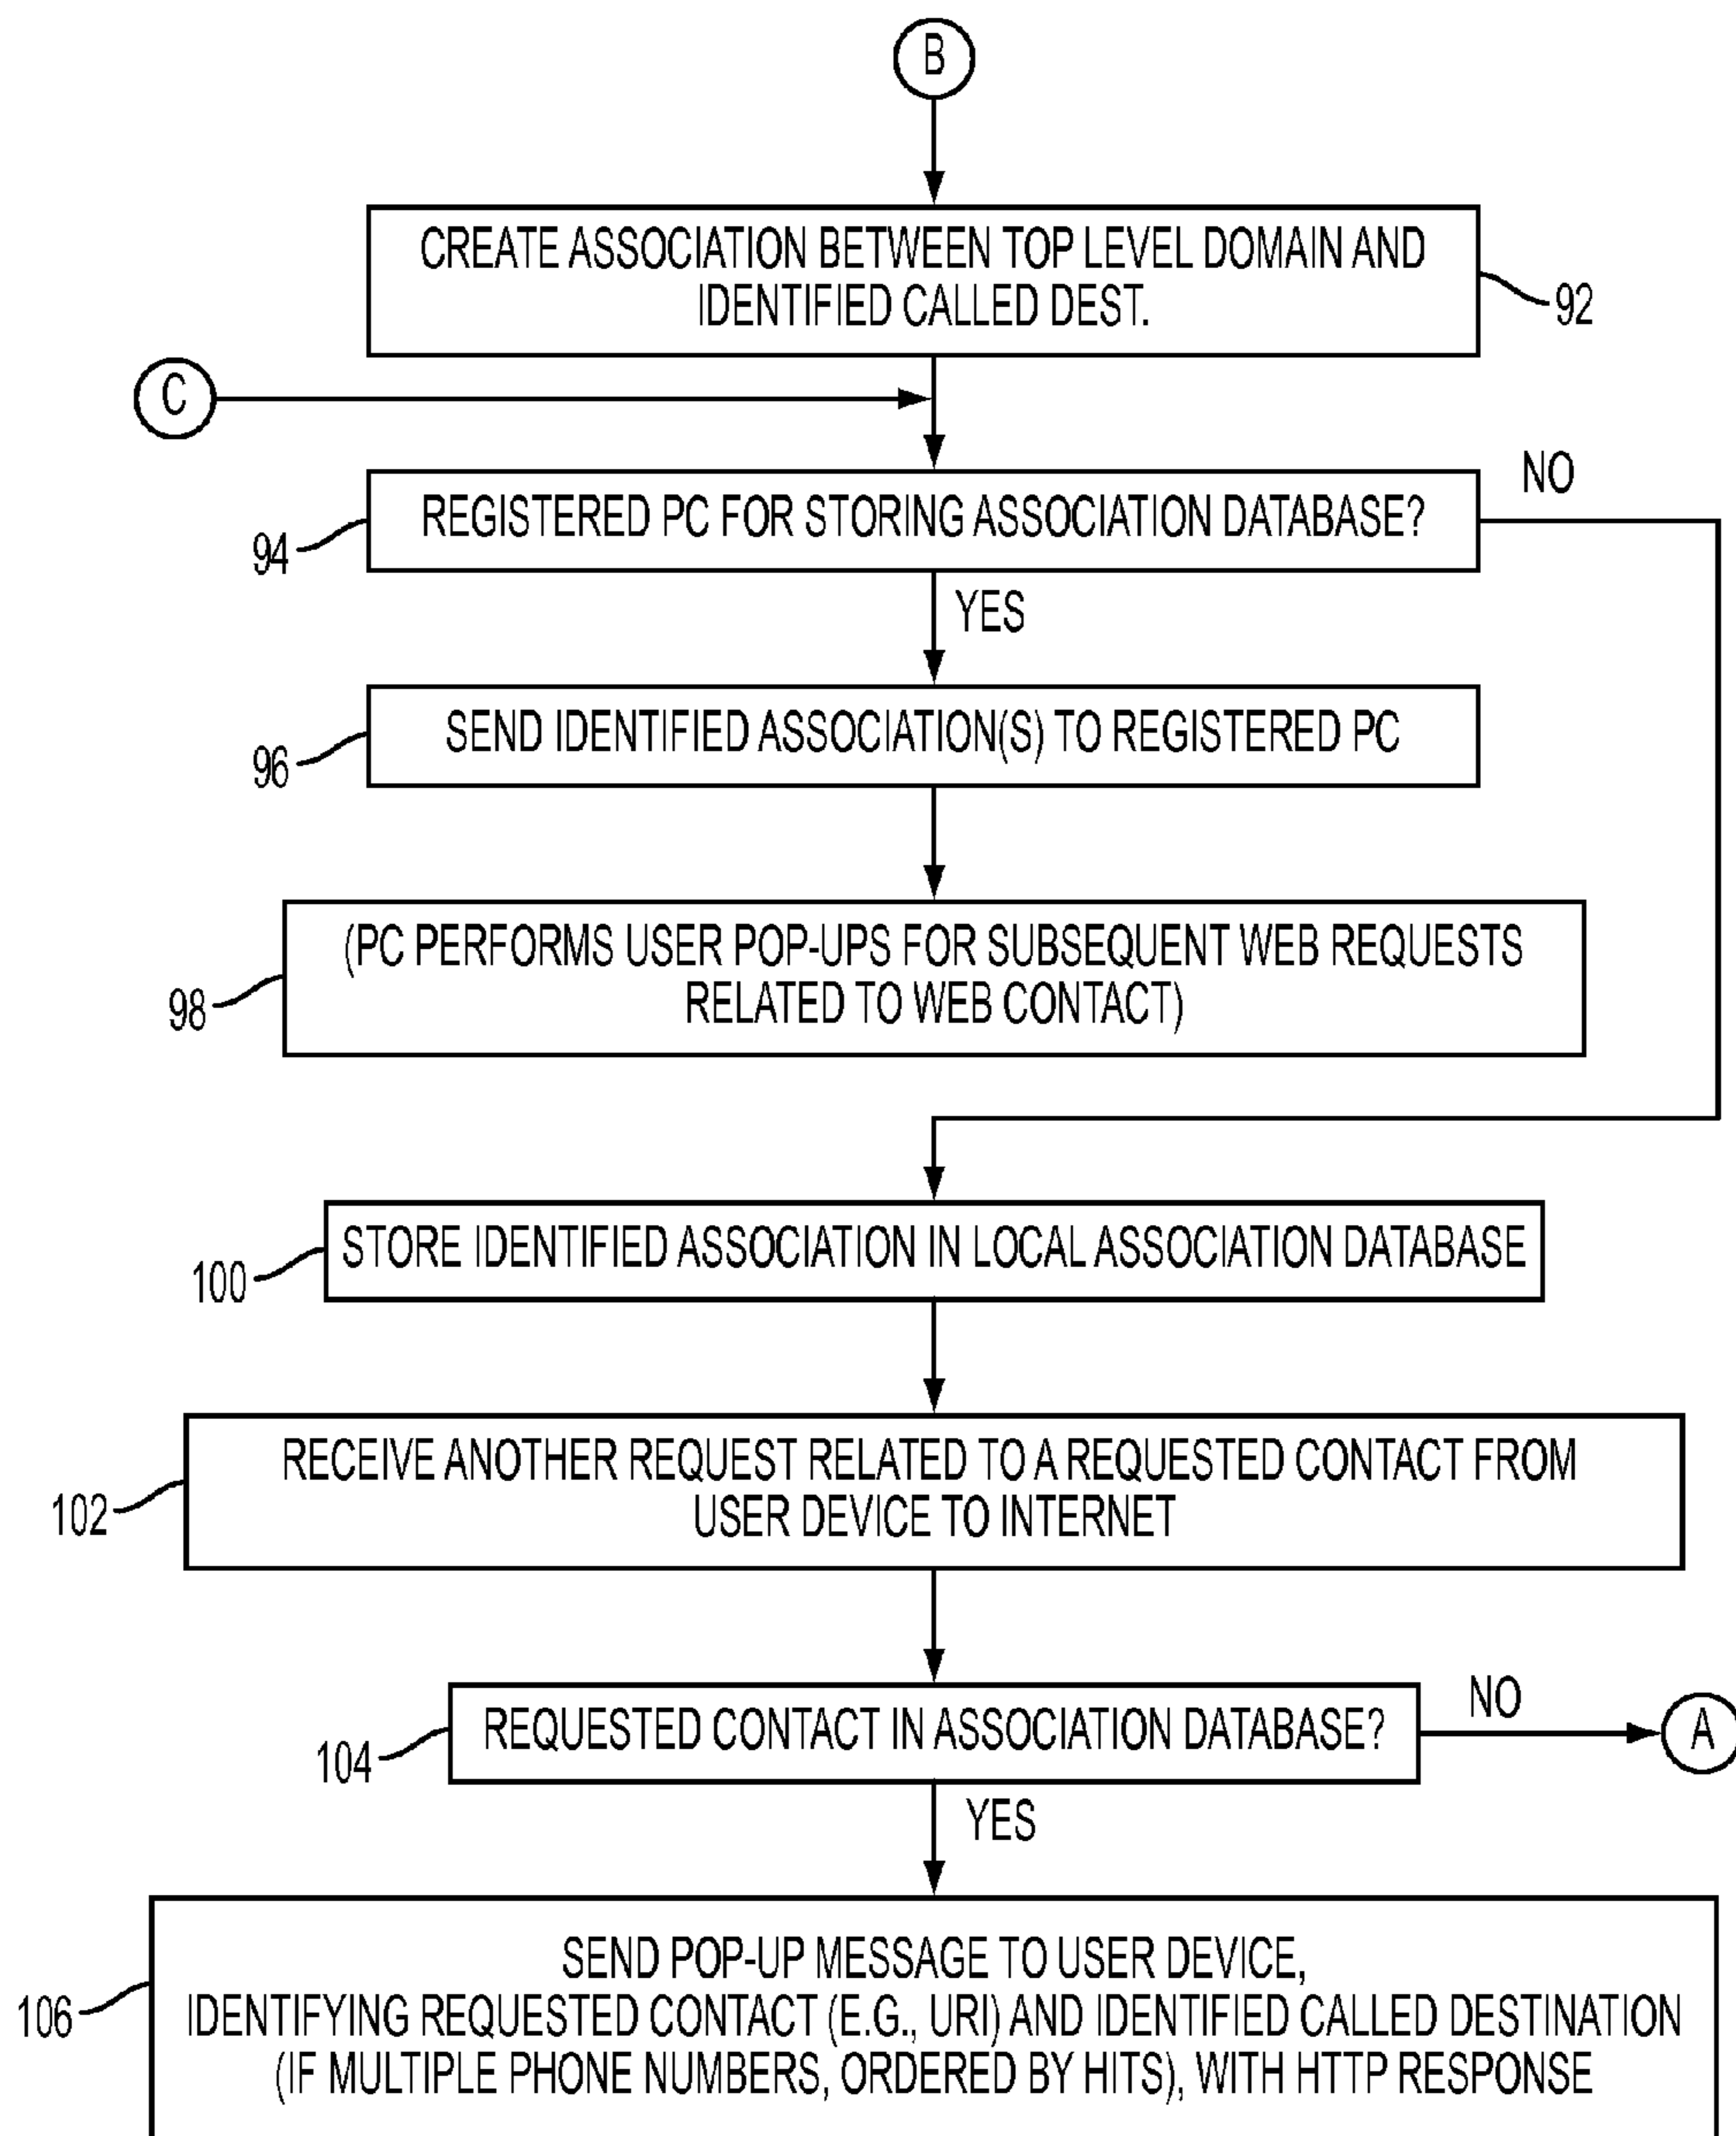 B
CREATE ASSOCIATION BETWEEN TOP LEVEL DOMAIN AND
IDENTIFIED CALLED DEST.
92
C
REGISTERED PC FOR STORING ASSOCIATION DATABASE?
NO
94
YES
SEND IDENTIFIED ASSOCIATION(S) TO REGISTERED PC
96
(PC PERFORMS USER POP-UPS FOR SUBSEQUENT WEB REQUESTS
RELATED TO WEB CONTACT)
98
STORE IDENTIFIED ASSOCIATION IN LOCAL ASSOCIATION DATABASE
100
RECEIVE ANOTHER REQUEST RELATED TO A REQUESTED CONTACT FROM
USER DEVICE TO INTERNET
102
REQUESTED CONTACT IN ASSOCIATION DATABASE?
NO
A
104
YES
SEND POP-UP MESSAGE TO USER DEVICE,
IDENTIFYING REQUESTED CONTACT (E.G., URI) AND IDENTIFIED CALLED DESTINATION
(IF MULTIPLE PHONE NUMBERS, ORDERED BY HITS), WITH HTTP RESPONSE
106